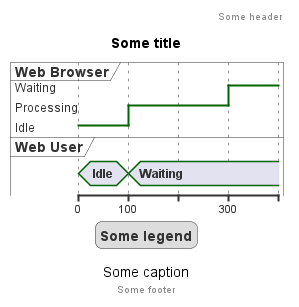 Some header
Some title
Web Browser
Waiting
Processing
Idle
Web User
Idle Waiting
0 100 300
Some legend
Some caption
Some footer